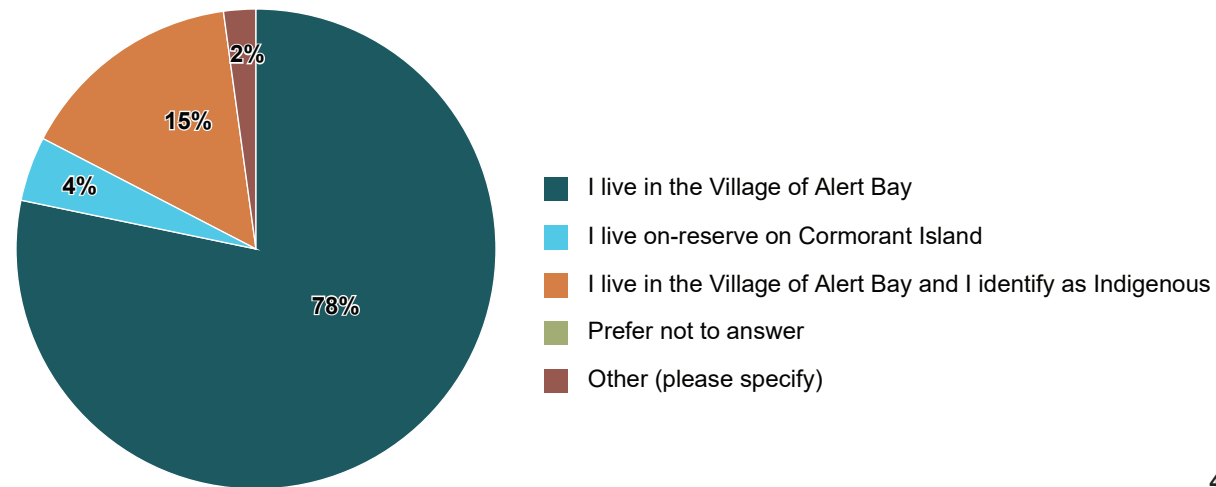 2%
15%
4%
78%
I live in the Village of Alert Bay
I live on-reserve on Cormorant Island
I live in the Village of Alert Bay and I identify as Indigenous
Prefer not to answer
Other (please specify)